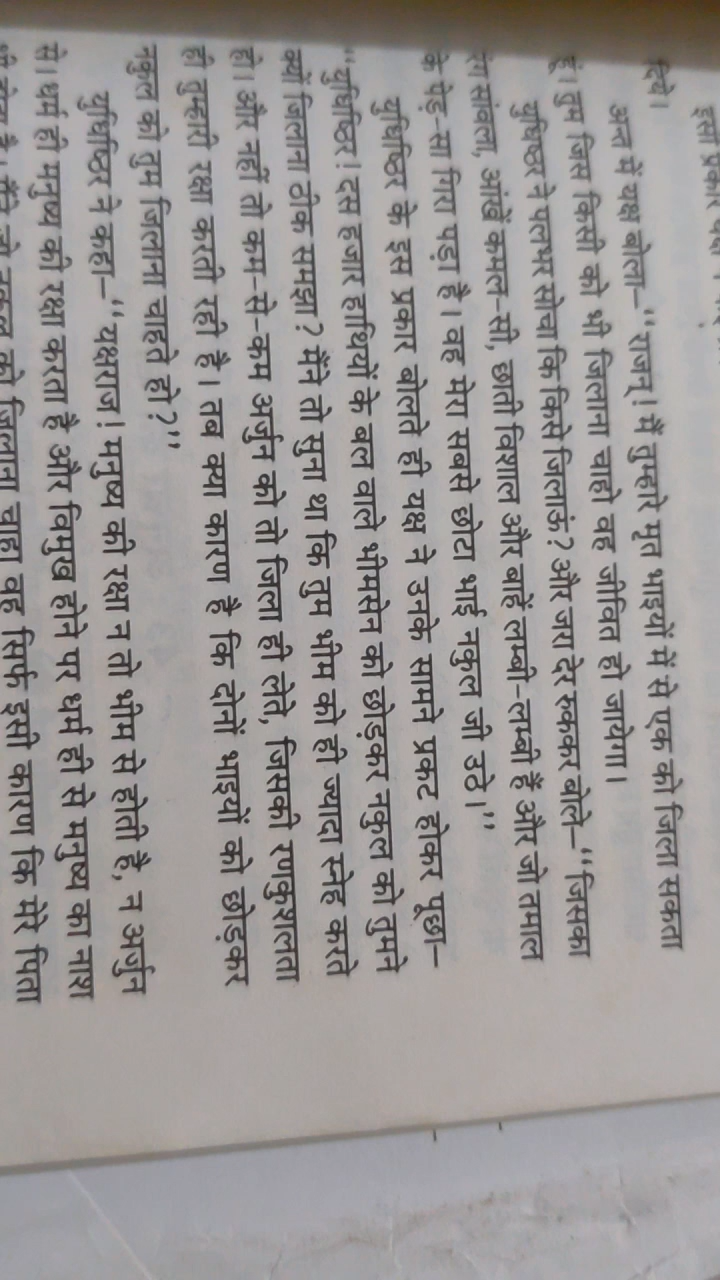 इसी प्रकार
दिये।
अन्त में यक्ष बोला–“राजन्! मैं तुम्हारे मृत भाइयों में से एक को जिला सकता
हूं। तुम जिस किसी को भी जिलाना चाहो वह जीवित हो जायेगा।
युधिष्ठिर ने पलभर सोचा कि किसे जिलाऊं? और जरा देर रुककर बोले–“जिसका
रंग सांवला, आंखें कमल-सी, छाती विशाल और बाहें लम्बी-लम्बी हैं और जो तमाल
के पेड़-सा गिरा पड़ा है। वह मेरा सबसे छोटा भाई नकुल जी उठे।”
युधिष्ठिर के इस प्रकार बोलते ही यक्ष ने उनके सामने प्रकट होकर पूछा–
“युधिष्ठिर! दस हजार हाथियों के बल वाले भीमसेन को छोड़कर नकुल को तुमने
क्यों जिलाना ठीक समझा? मैंने तो सुना था कि तुम भीम को ही ज्यादा स्नेह करते
हो। और नहीं तो कम-से-कम अर्जुन को तो जिला ही लेते, जिसकी रणकुशलता
ही तुम्हारी रक्षा करती रही है। तब क्या कारण है कि दोनों भाइयों को छोड़कर
नकुल को तुम जिलाना चाहते हो?”
युधिष्ठिर ने कहा–“यक्षराज! मनुष्य की रक्षा न तो भीम से होती है, न अर्जुन
से। धर्म ही मनुष्य की रक्षा करता है और विमुख होने पर धर्म ही से मनुष्य का नाश
होता है। मैंने जो नकुल को जिलाना चाहा वह सिर्फ इसी कारण कि मेरे पिता